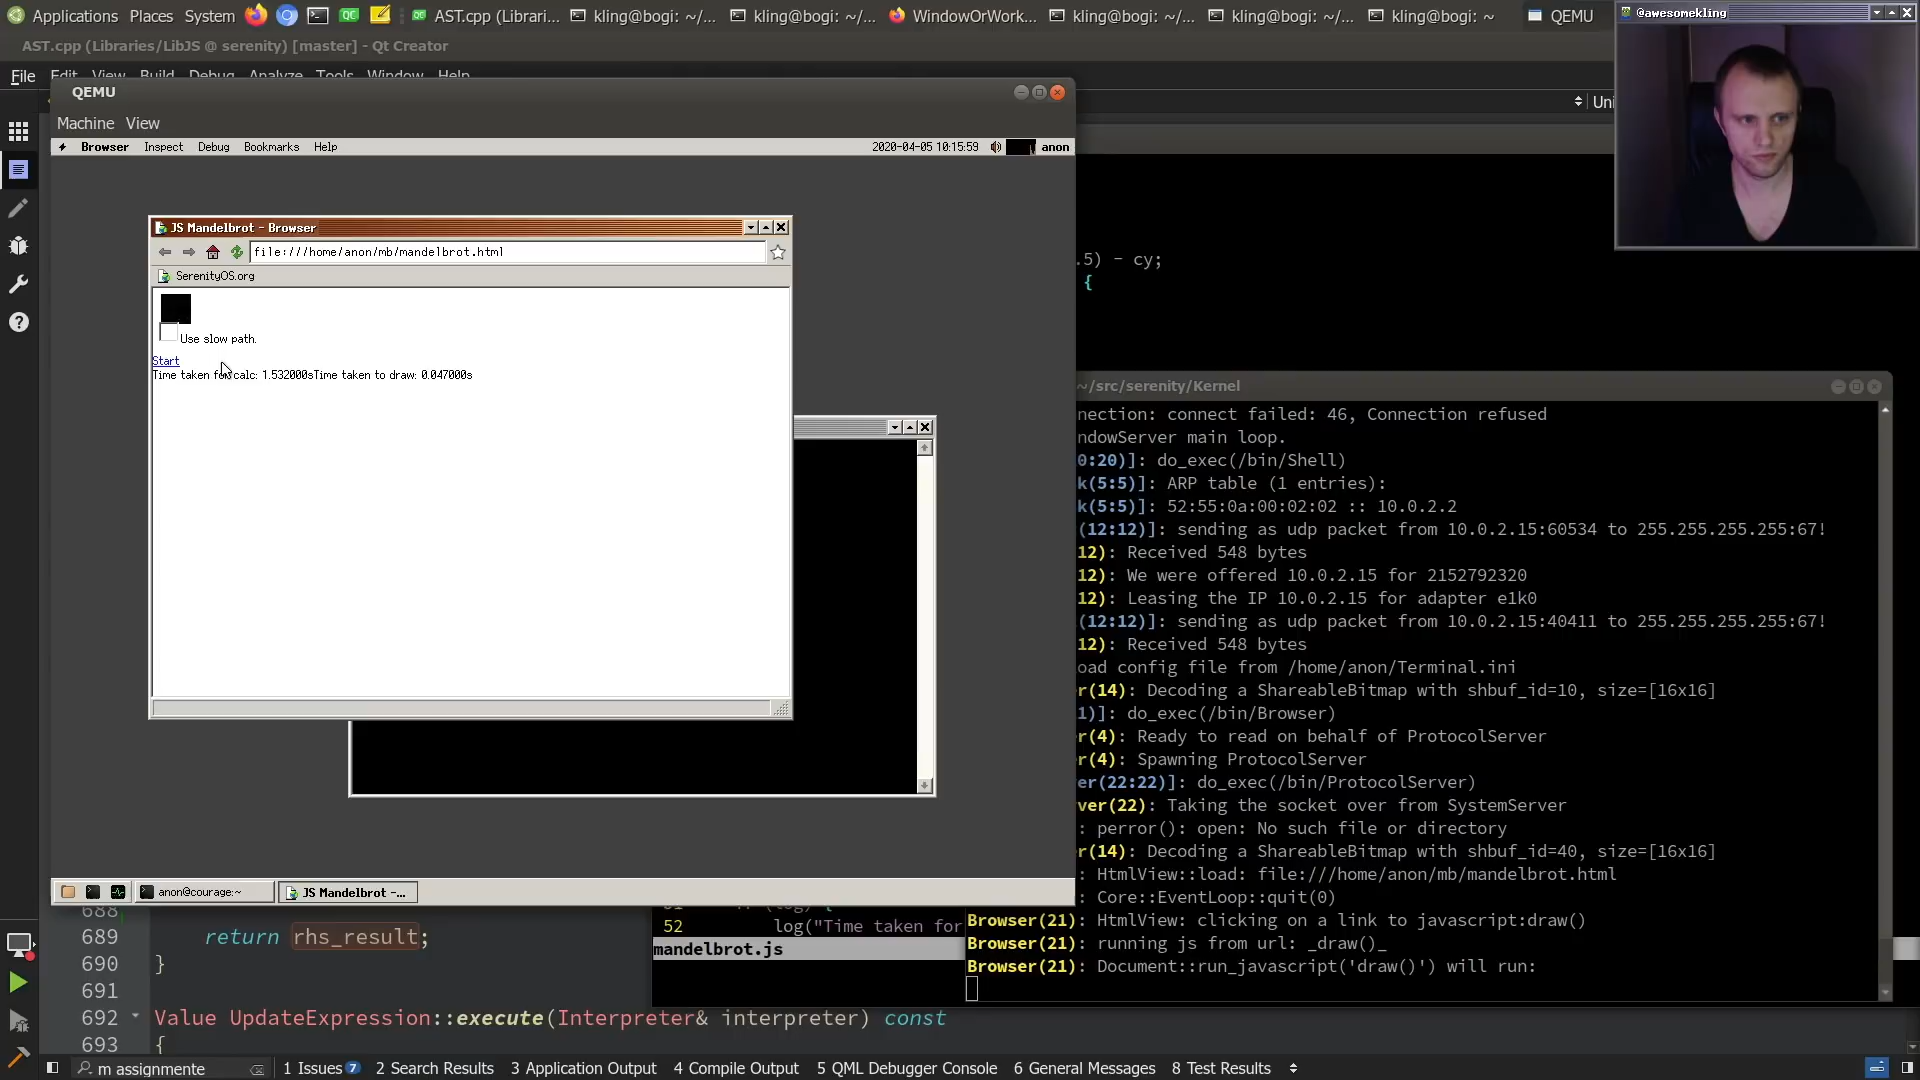 Applications Places System AST.cpp (Librari... kling@bogi: ~/... kling@bogi: ~/... WindowOrWork... kling@bogi: ~/... kling@bogi: ~/... kling@bogi: ~ QEMU
@awesomekling
AST.cpp (Libraries/LibJS @ serenity) [master] - Qt Creator
File Edit View Build Debug Analyze Tools Window Help
QEMU
Machine View
Browser Inspect Debug Bookmarks Help 2020-04-05 10:15:59 anon
JS Mandelbrot - Browser
file:///home/anon/mb/mandelbrot.html
SerenityOS.org
Use slow path.
Start
Time taken for calc: 1.532000sTime taken to draw: 0.047000s
anon@courage:~ JS Mandelbrot -...
Uni
.5) - cy;
{
~/src/serenity/Kernel
nection: connect failed: 46, Connection refused
ndowServer main loop.
0:20)]: do_exec(/bin/Shell)
k(5:5)]: ARP table (1 entries):
k(5:5)]: 52:55:0a:00:02:02 :: 10.0.2.2
(12:12)]: sending as udp packet from 10.0.2.15:60534 to 255.255.255.255:67!
12): Received 548 bytes
12): We were offered 10.0.2.15 for 2152792320
12): Leasing the IP 10.0.2.15 for adapter e1k0
(12:12)]: sending as udp packet from 10.0.2.15:40411 to 255.255.255.255:67!
12): Received 548 bytes
oad config file from /home/anon/Terminal.ini
r(14): Decoding a ShareableBitmap with shbuf_id=10, size=[16x16]
1)]: do_exec(/bin/Browser)
r(4): Ready to read on behalf of ProtocolServer
r(4): Spawning ProtocolServer
er(22:22)]: do_exec(/bin/ProtocolServer)
ver(22): Taking the socket over from SystemServer
: perror(): open: No such file or directory
r(14): Decoding a ShareableBitmap with shbuf_id=40, size=[16x16]
: HtmlView::load: file:///home/anon/mb/mandelbrot.html
: Core::EventLoop::quit(0)
Browser(21): HtmlView: clicking on a link to javascript:draw()
Browser(21): running js from url: _draw()_
Browser(21): Document::run_javascript('draw()') will run:
52 log("Time taken for
mandelbrot.js
688
689 return rhs_result;
690 }
691
692 Value UpdateExpression::execute(Interpreter& interpreter) const
693 {
m assignmente 1 Issues 7 2 Search Results 3 Application Output 4 Compile Output 5 QML Debugger Console 6 General Messages 8 Test Results